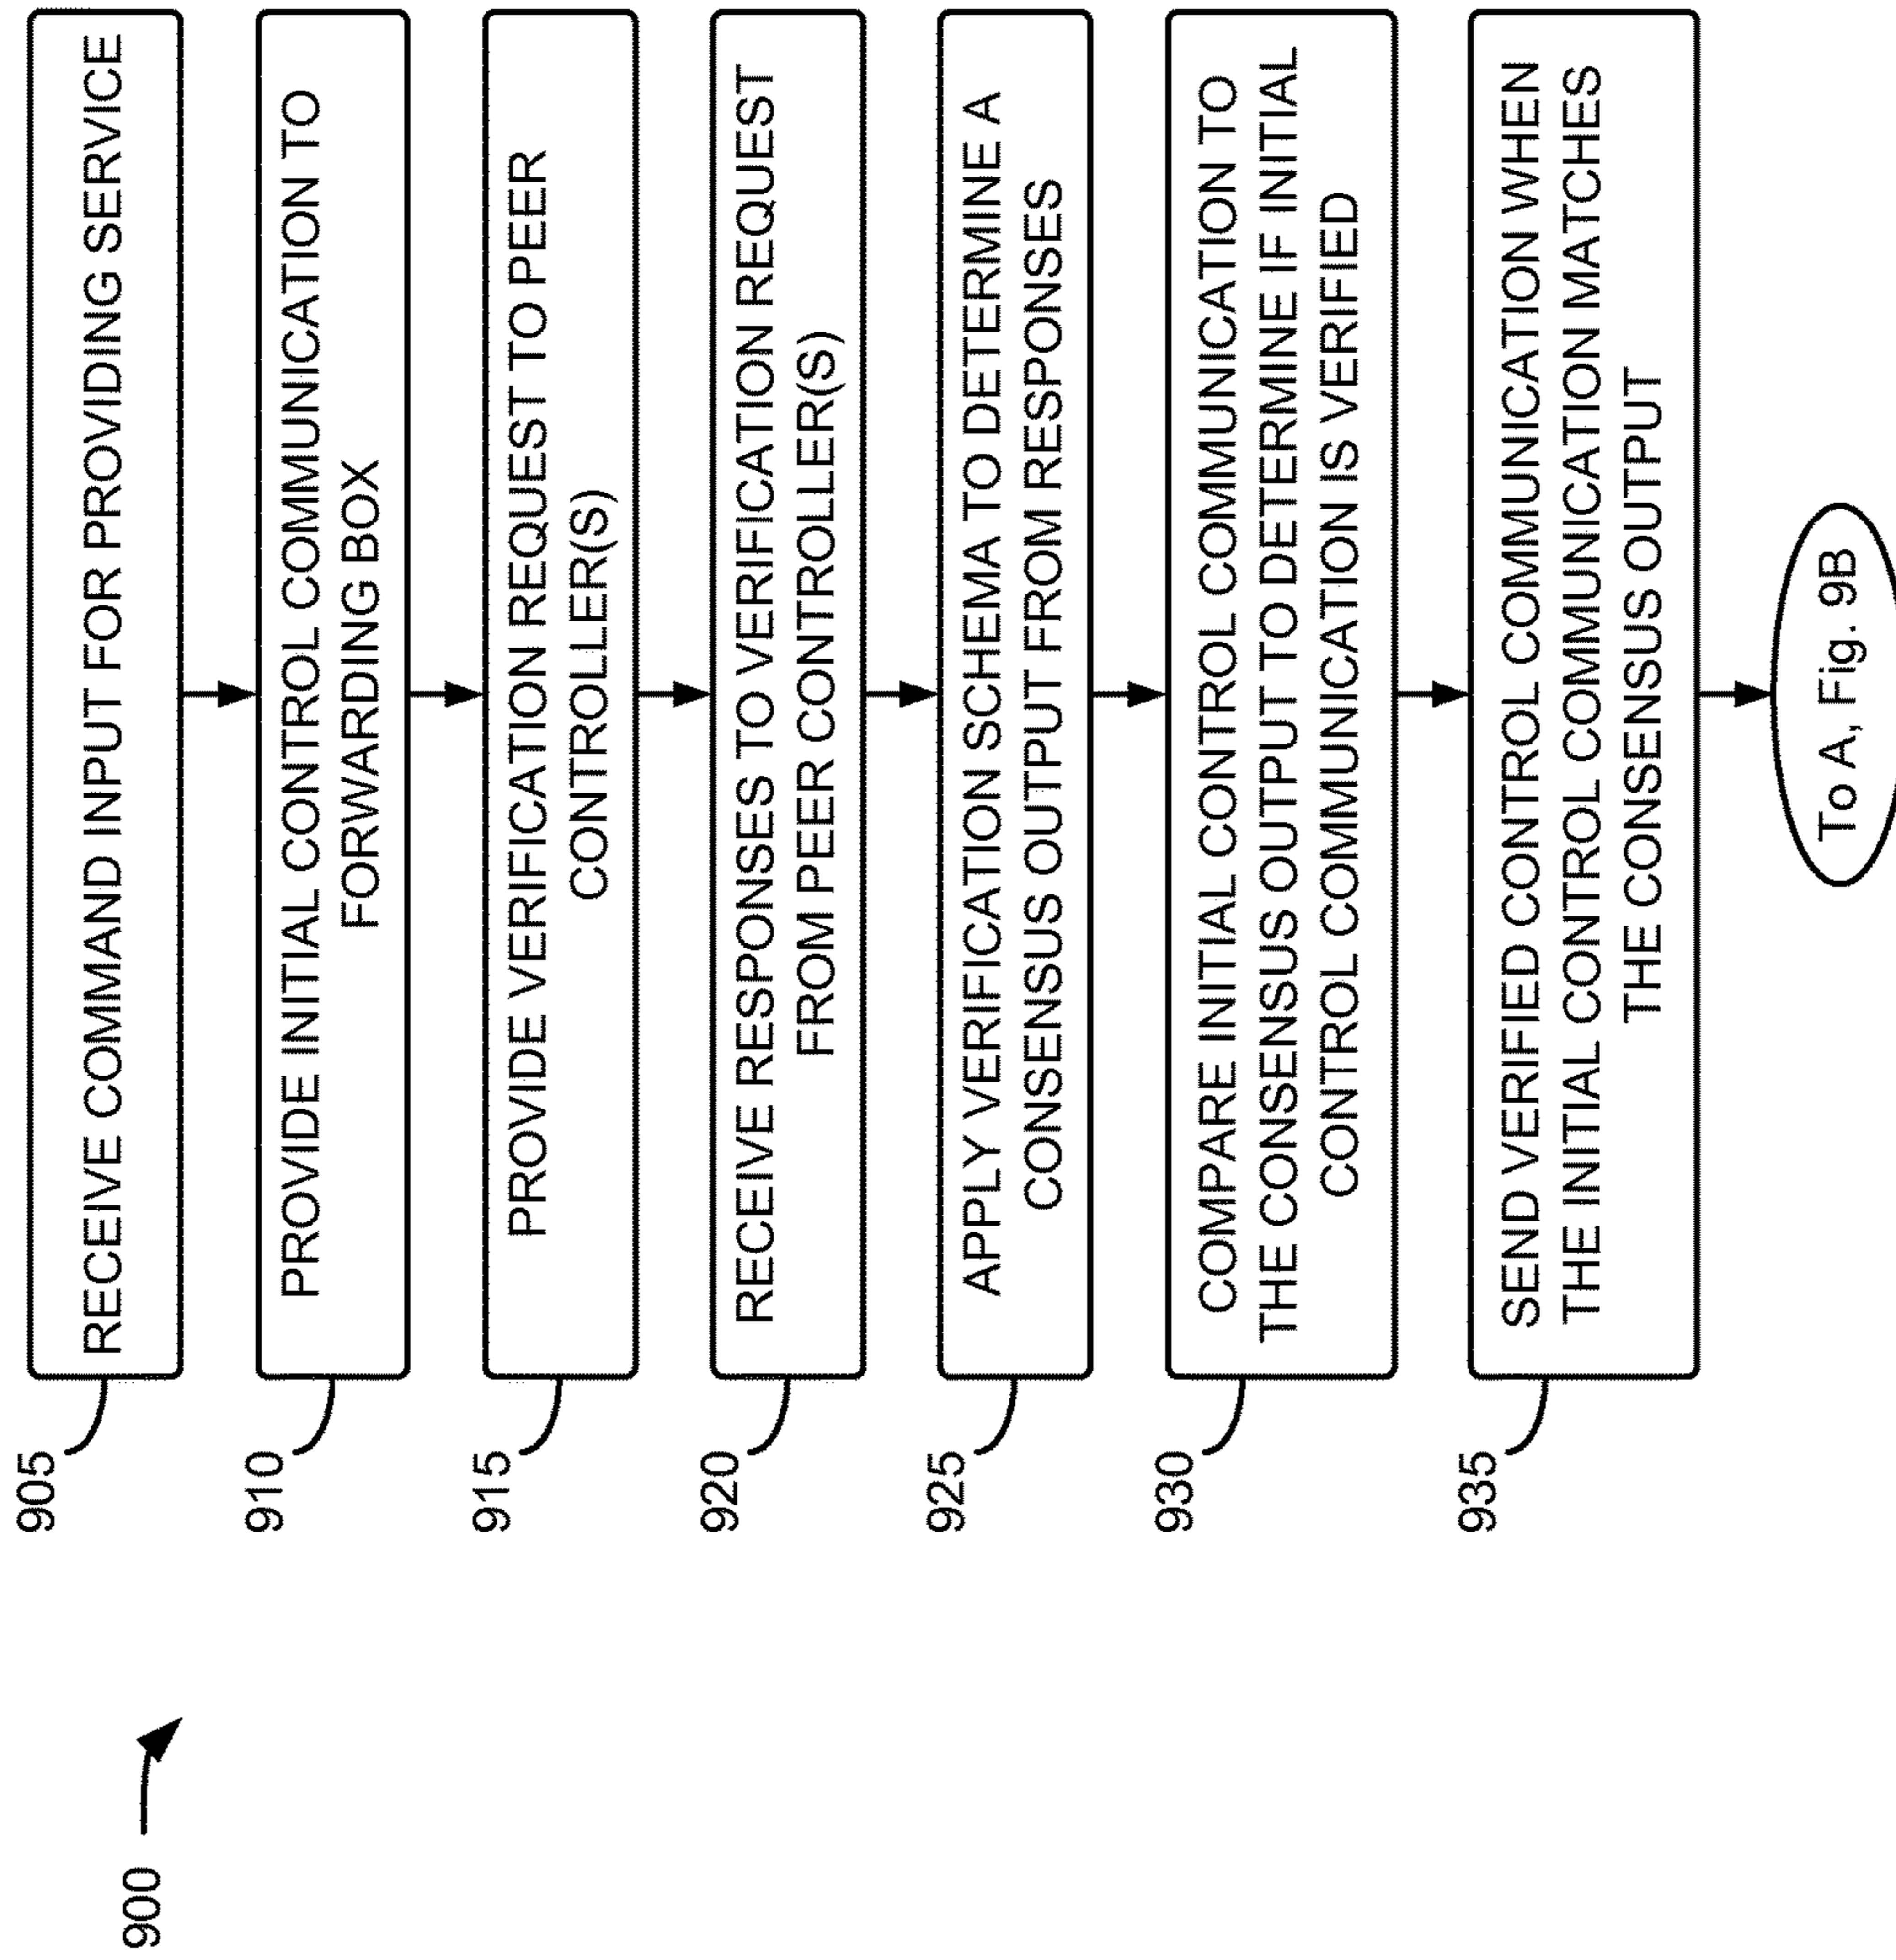 900
905
RECEIVE COMMAND INPUT FOR PROVIDING SERVICE
910
PROVIDE INITIAL CONTROL COMMUNICATION TO
FORWARDING BOX
915
PROVIDE VERIFICATION REQUEST TO PEER
CONTROLLER(S)
920
RECEIVE RESPONSES TO VERIFICATION REQUEST
FROM PEER CONTROLLER(S)
925
APPLY VERIFICATION SCHEMA TO DETERMINE A
CONSENSUS OUTPUT FROM RESPONSES
930
COMPARE INITIAL CONTROL COMMUNICATION TO
THE CONSENSUS OUTPUT TO DETERMINE IF INITIAL
CONTROL COMMUNICATION IS VERIFIED
935
SEND VERIFIED CONTROL COMMUNICATION WHEN
THE INITIAL CONTROL COMMUNICATION MATCHES
THE CONSENSUS OUTPUT
To A, Fig. 9B